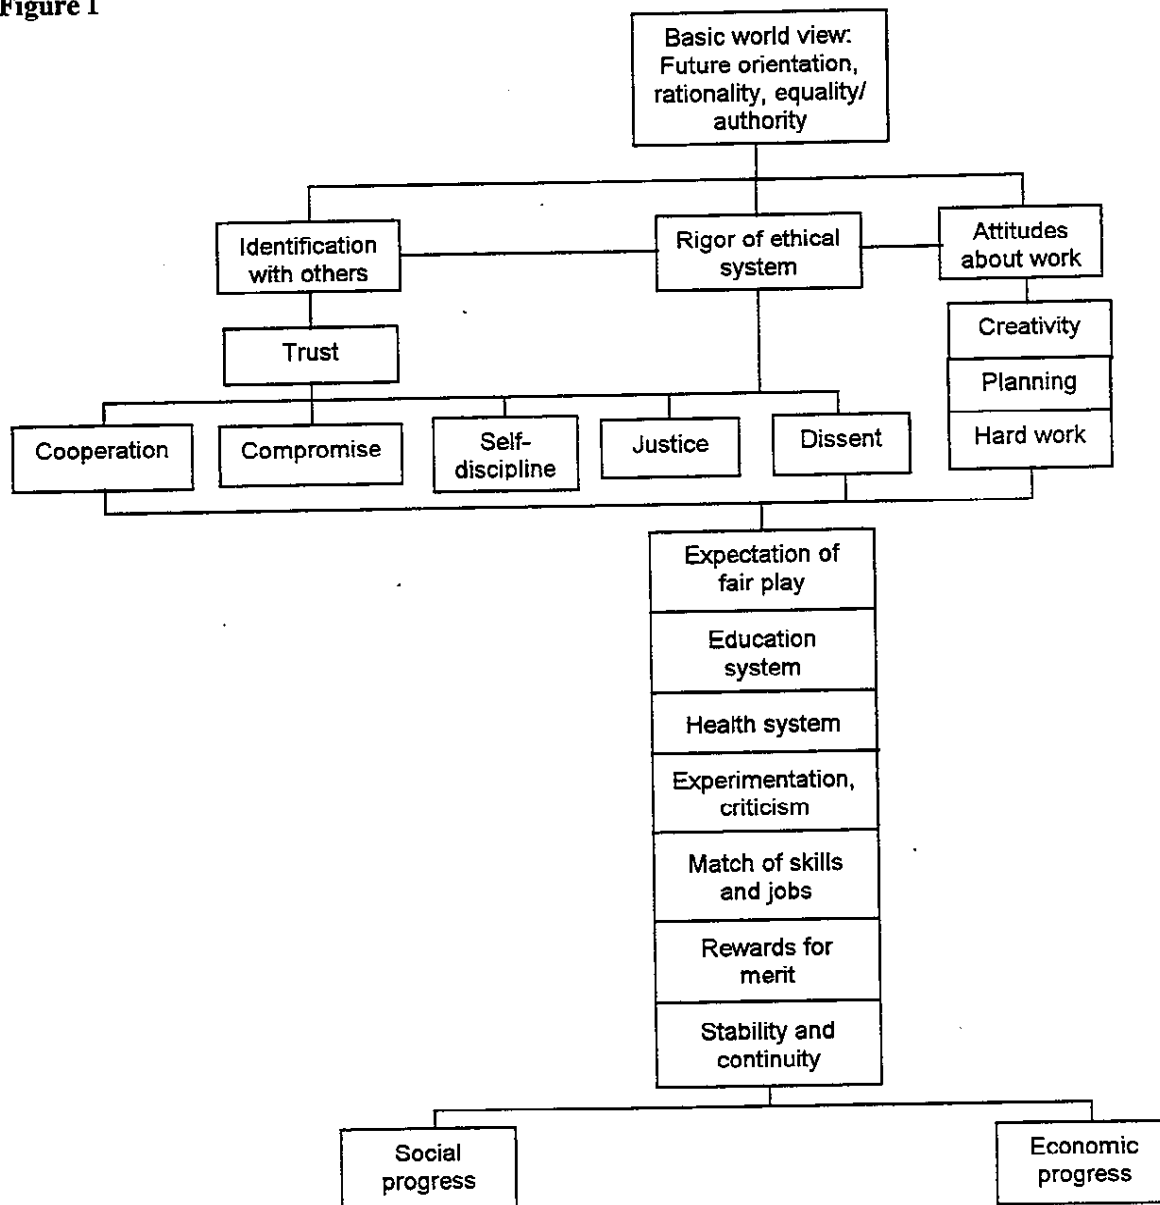 Figure 1
Basic world view:
Future orientation,
rationality, equality/
authority
Identification
with others
Rigor of ethical
system
Attitudes
about work
Trust
Creativity
Planning
Hard work
Cooperation
Compromise
Self-
discipline
Justice
Dissent
Expectation of
fair play
Education
system
Health system
Experimentation,
criticism
Match of skills
and jobs
Rewards for
merit
Stability and
continuity
Social
progress
Economic
progress